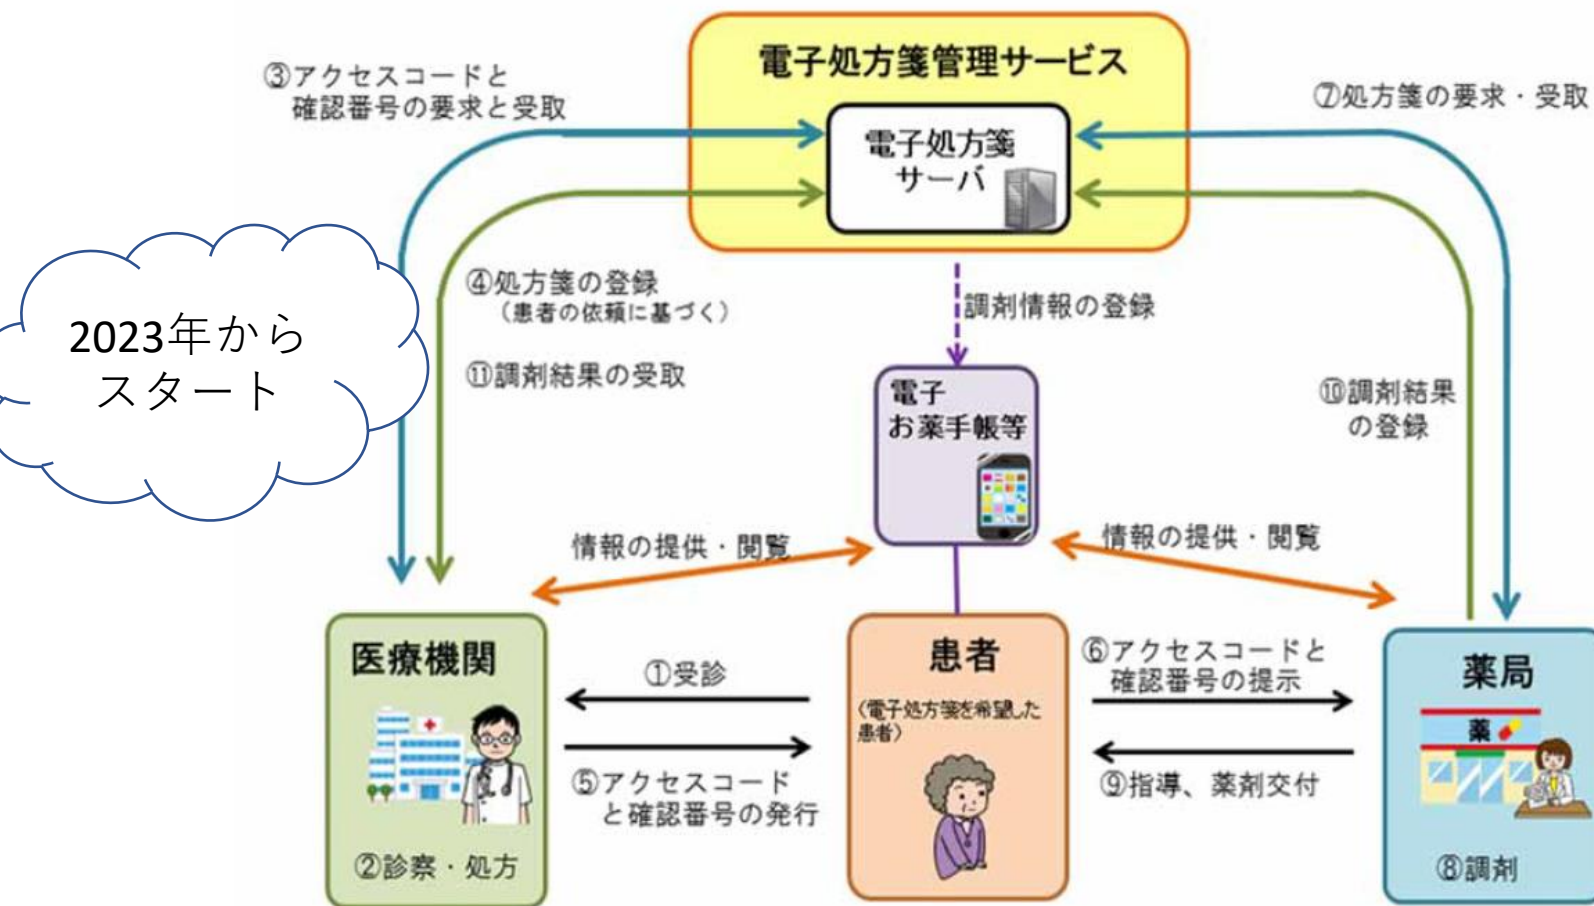 電子処方箋管理サービス
電子処方箋
サーバ
③アクセスコードと
確認番号の要求と受取
⑦処方箋の要求・受取
2023年から
スタート
④処方箋の登録
（患者の依頼に基づく）
⑪調剤結果の受取
調剤情報の登録
電子
お薬手帳等
⑩調剤結果
の登録
情報の提供・閲覧
情報の提供・閲覧
医療機関
①受診
⑤アクセスコード
と確認番号の発行
②診察・処方
患者
（電子処方箋を希望した
患者）
⑥アクセスコードと
確認番号の提示
⑨指導、薬剤交付
薬局
薬
⑧調剤